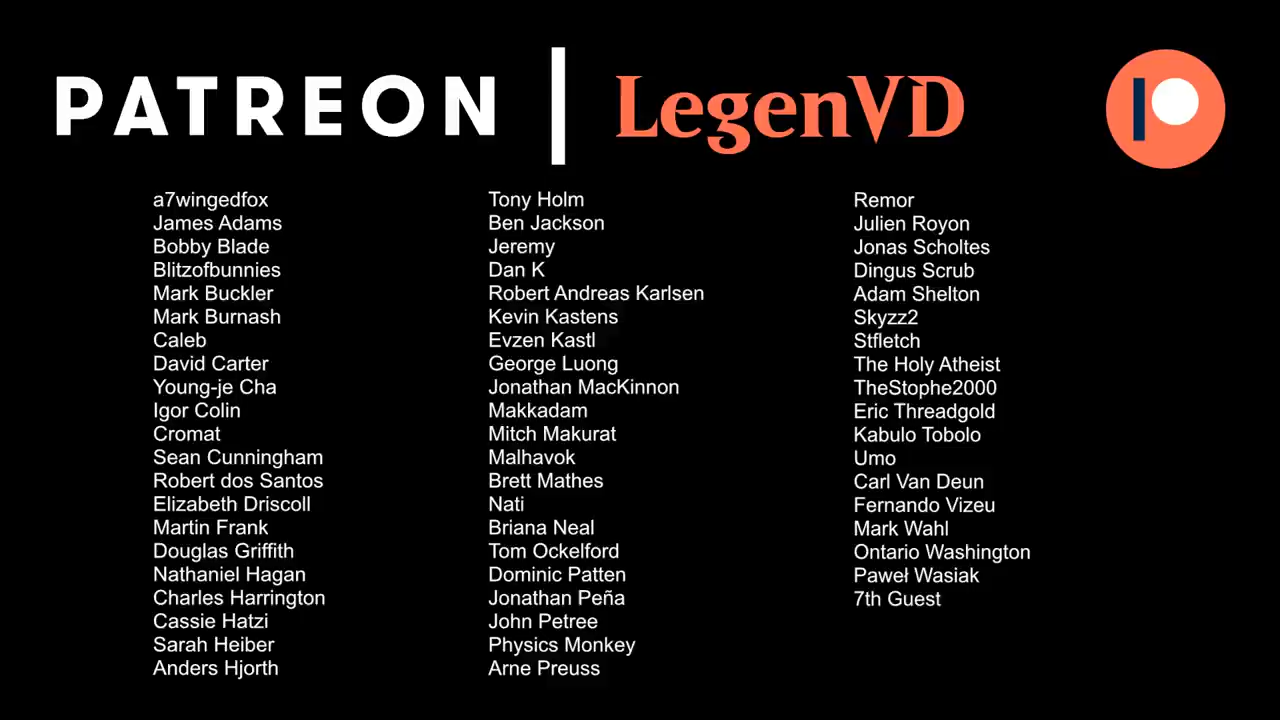 PATREON | LegenVD
a7wingedfox
James Adams
Bobby Blade
Blitzofbunnies
Mark Buckler
Mark Burnash
Caleb
David Carter
Young-je Cha
Igor Colin
Cromat
Sean Cunningham
Robert dos Santos
Elizabeth Driscoll
Martin Frank
Douglas Griffith
Nathaniel Hagan
Charles Harrington
Cassie Hatzi
Sarah Heiber
Anders Hjorth
Tony Holm
Ben Jackson
Jeremy
Dan K
Robert Andreas Karlsen
Kevin Kastens
Evzen Kastl
George Luong
Jonathan MacKinnon
Makkadam
Mitch Makurat
Malhavok
Brett Mathes
Nati
Briana Neal
Tom Ockelford
Dominic Patten
Jonathan Peña
John Petree
Physics Monkey
Arne Preuss
Remor
Julien Royon
Jonas Scholtes
Dingus Scrub
Adam Shelton
Skyzz2
Stfletch
The Holy Atheist
TheStophe2000
Eric Threadgold
Kabulo Tobolo
Umo
Carl Van Deun
Fernando Vizeu
Mark Wahl
Ontario Washington
Paweł Wasiak
7th Guest